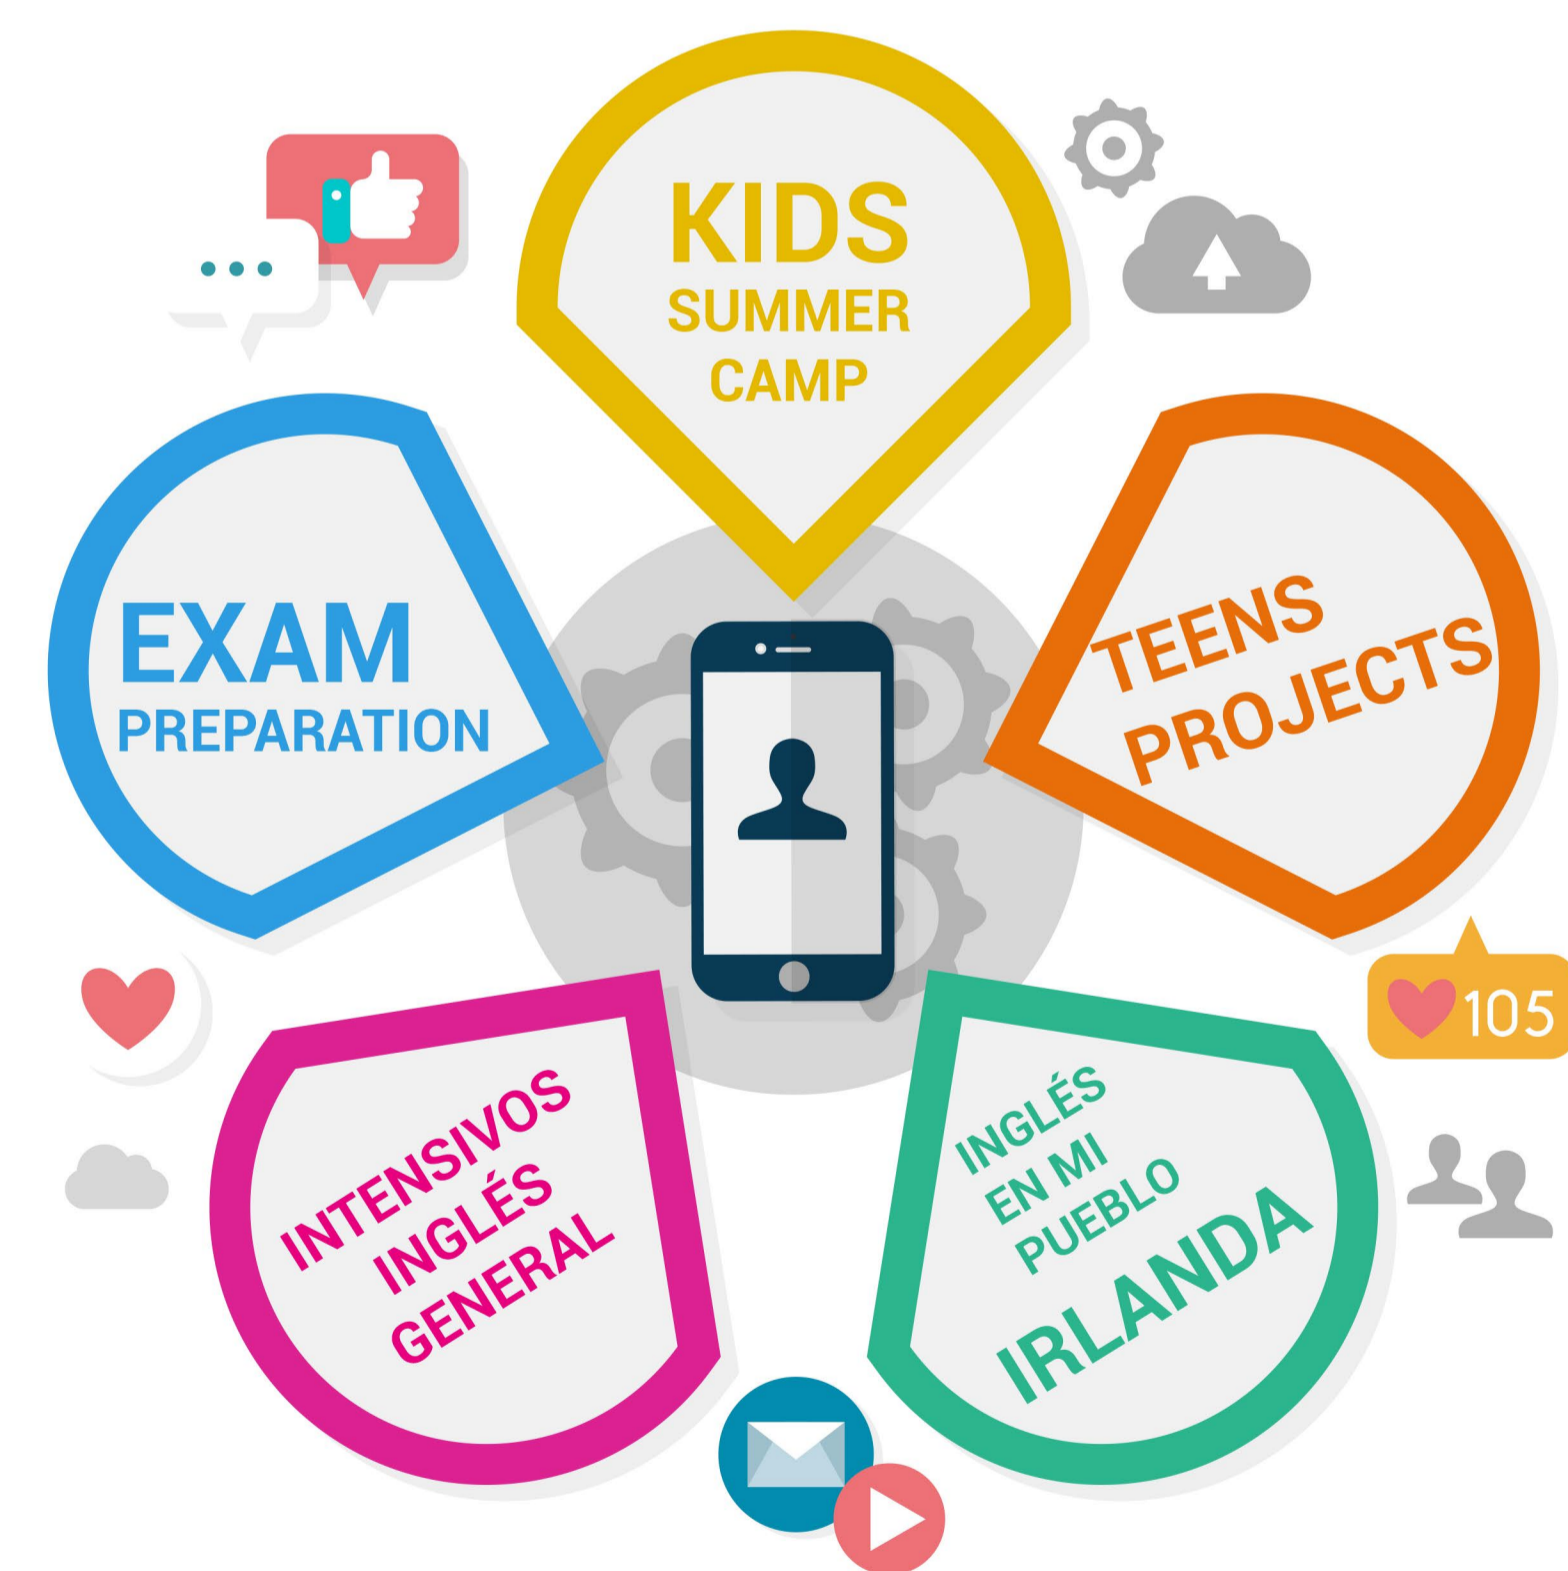 KIDS
SUMMER
CAMP
EXAM
PREPARATION
TEENS
PROJECTS
105
INTENSIVOS
INGLÉS
GENERAL
INGLÉS
EN MI
PUEBLO
IRLANDA